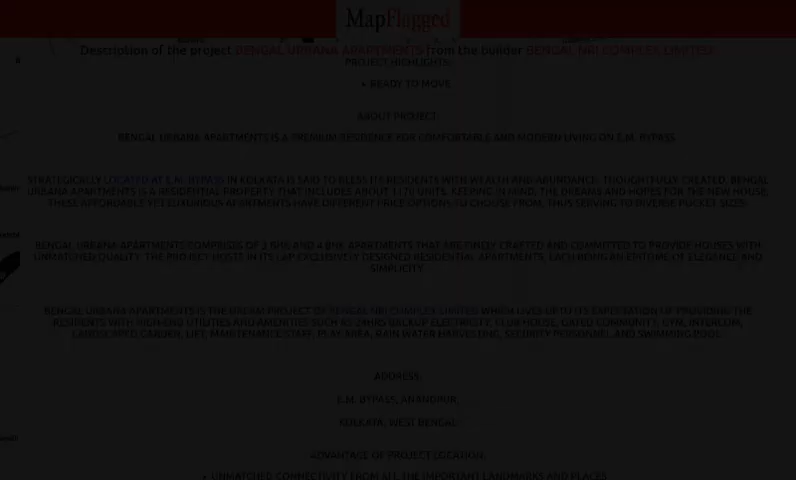 MapFlagged
Description of the project BENGAL URBANA APARTMENTS from the builder BENGAL NRI COMPLEX LIMITED.
PROJECT HIGHLIGHTS:
• READY TO MOVE
ABOUT PROJECT
BENGAL URBANA APARTMENTS IS A PREMIUM RESIDENCE FOR COMFORTABLE AND MODERN LIVING ON E.M. BYPASS.
STRATEGICALLY LOCATED AT E.M. BYPASS IN KOLKATA IS SAID TO BLESS ITS RESIDENTS WITH WEALTH AND ABUNDANCE. THOUGHTFULLY CREATED, BENGAL
URBANA APARTMENTS IS A RESIDENTIAL PROPERTY THAT INCLUDES ABOUT 1176 UNITS. KEEPING IN MIND, THE DREAMS AND HOPES FOR THE NEW HOUSE,
THESE AFFORDABLE YET LUXURIOUS APARTMENTS HAVE DIFFERENT PRICE OPTIONS TO CHOOSE FROM, THUS SERVING TO DIVERSE POCKET SIZES.
BENGAL URBANA APARTMENTS COMPRISES OF 3 BHK AND 4 BHK APARTMENTS THAT ARE FINELY CRAFTED AND COMMITTED TO PROVIDE HOUSES WITH
UNMATCHED QUALITY. THE PROJECT HOSTS IN ITS LAP EXCLUSIVELY DESIGNED RESIDENTIAL APARTMENTS, EACH BEING AN EPITOME OF ELEGANCE AND
SIMPLICITY.
BENGAL URBANA APARTMENTS IS THE DREAM PROJECT OF BENGAL NRI COMPLEX LIMITED WHICH LIVES UPTO ITS EXPECTATION OF PROVIDING THE
RESIDENTS WITH HIGH-END UTILITIES AND AMENITIES SUCH AS 24HRS BACKUP ELECTRICITY, CLUB HOUSE, GATED COMMUNITY, GYM, INTERCOM,
LANDSCAPED GARDEN, LIFT, MAINTENANCE STAFF, PLAY AREA, RAIN WATER HARVESTING, SECURITY PERSONNEL AND SWIMMING POOL.
ADDRESS
E.M. BYPASS, ANANDPUR,
KOLKATA, WEST BENGAL.
ADVANTAGE OF PROJECT LOCATION
• UNMATCHED CONNECTIVITY FROM ALL THE IMPORTANT LANDMARKS AND PLACES